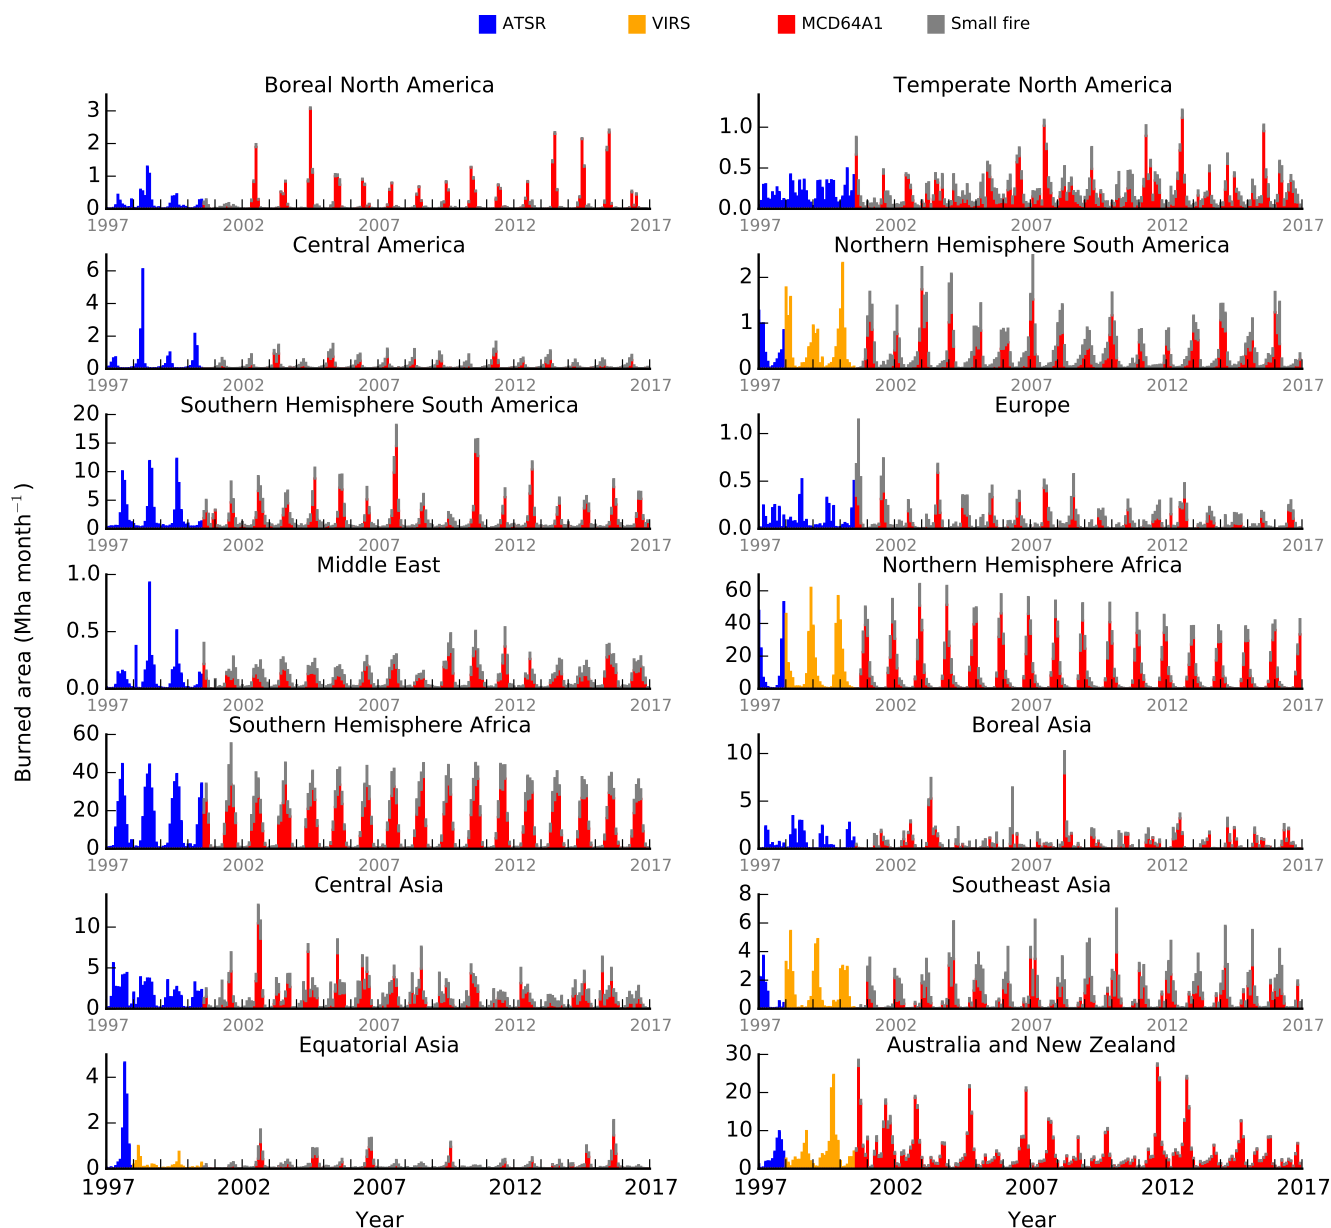 ATSR VIRS MCD64A1 Small fire
Boreal North America
3
2
1
0
1997 2002 2007 2012 2017
Temperate North America
1.0
0.5
0.0
1997 2002 2007 2012 2017
Central America
6
4
2
0
1997 2002 2007 2012 2017
Northern Hemisphere South America
2
1
0
1997 2002 2007 2012 2017
Southern Hemisphere South America
20
15
10
5
0
1997 2002 2007 2012 2017
Europe
1.0
0.5
0.0
1997 2002 2007 2012 2017
Middle East
1.0
0.5
0.0
1997 2002 2007 2012 2017
Northern Hemisphere Africa
60
40
20
0
1997 2002 2007 2012 2017
Southern Hemisphere Africa
60
40
20
0
1997 2002 2007 2012 2017
Boreal Asia
10
5
0
1997 2002 2007 2012 2017
Central Asia
10
5
0
1997 2002 2007 2012 2017
Southeast Asia
8
6
4
2
0
1997 2002 2007 2012 2017
Equatorial Asia
4
2
0
1997 2002 2007 2012 2017
Year
Australia and New Zealand
30
20
10
0
1997 2002 2007 2012 2017
Year
Burned area (Mha month⁻¹)